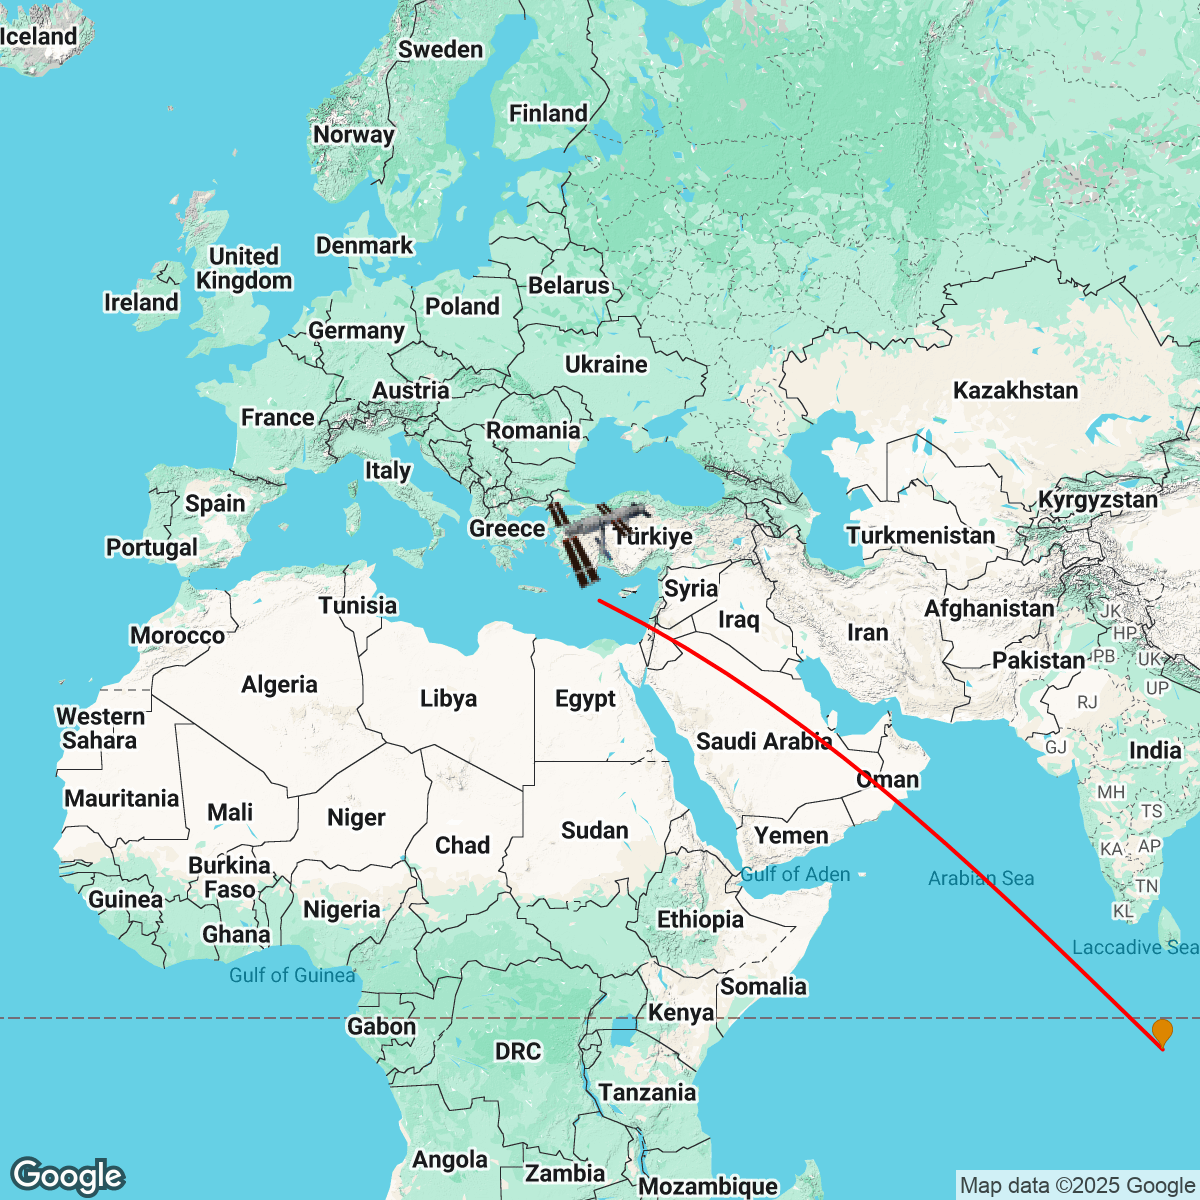 Iceland
Sweden
Finland
Norway
Denmark
United
Kingdom
Ireland
Belarus
Poland
Germany
Ukraine
Austria
Kazakhstan
France
Romania
Italy
Kyrgyzstan
Spain
Greece
Türkiye
Turkmenistan
Portugal
Syria
Tunisia
Afghanistan
JK
Iraq
Iran
HP
Morocco
Pakistan
PB
UK
Algeria
Libya
Egypt
UP
RJ
Western
Sahara
Saudi Arabia
GJ
India
Oman
Mauritania
MH
Mali
Niger
TS
Sudan
Yemen
Chad
KA
AP
Burkina
Faso
Gulf of Aden
Arabian Sea
TN
Guinea
Nigeria
KL
Ethiopia
Ghana
Laccadive Sea
Gulf of Guinea
Somalia
Kenya
Gabon
DRC
Tanzania
Angola
Zambia
Mozambique
Google
Map data ©2025 Google